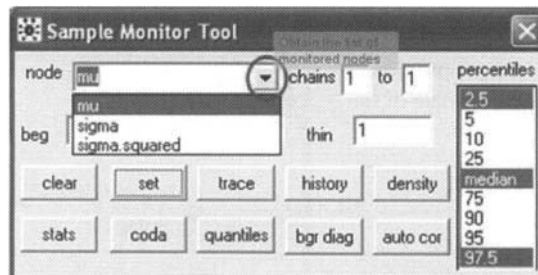 Sample Monitor Tool
Obtain the list of
monitored nodes
node mu chains 1 to 1 percentiles
mu
sigma
sigma.squared
beg thin 1
2.5
5
10
25
median
75
90
95
97.5
clear set trace history density
stats coda quantiles bgr diag auto cor